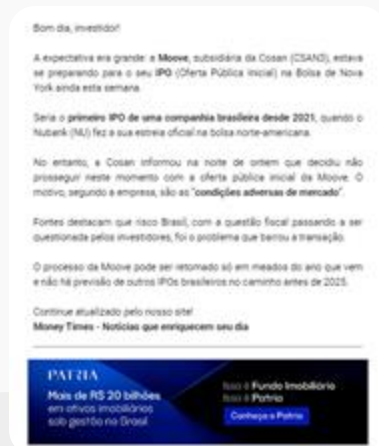 Bom dia, investidor!
A expectativa era grande: a Moove, subsidiária da Cosan (CSAN3), estava
se preparando para o seu IPO (Oferta Pública Inicial) na Bolsa de Nova
York ainda esta semana.
Seria o primeiro IPO de uma companhia brasileira desde 2021, quando o
Nubank (NU) fez a sua estreia oficial na bolsa norte-americana.
No entanto, a Cosan informou na noite de ontem que decidiu não
prosseguir neste momento com a oferta pública inicial da Moove. O
motivo, segundo a empresa, são as "condições adversas de mercado".
Fontes destacam que risco Brasil, com a questão fiscal passando a ser
questionada pelos investidores, foi o problema que barrou a transação.
O processo da Moove pode ser retomado só em meados do ano que vem
e não há previsão de outros IPOs brasileiros no caminho antes de 2025.
Continue atualizado pelo nosso site!
Money Times - Notícias que enriquecem seu dia
PATRIA
Mais de R$ 20 bilhões
em ativos imobiliários
sob gestão no Brasil
Isso é Fundo Imobiliário
Isso é Patria
Conheça o Patria